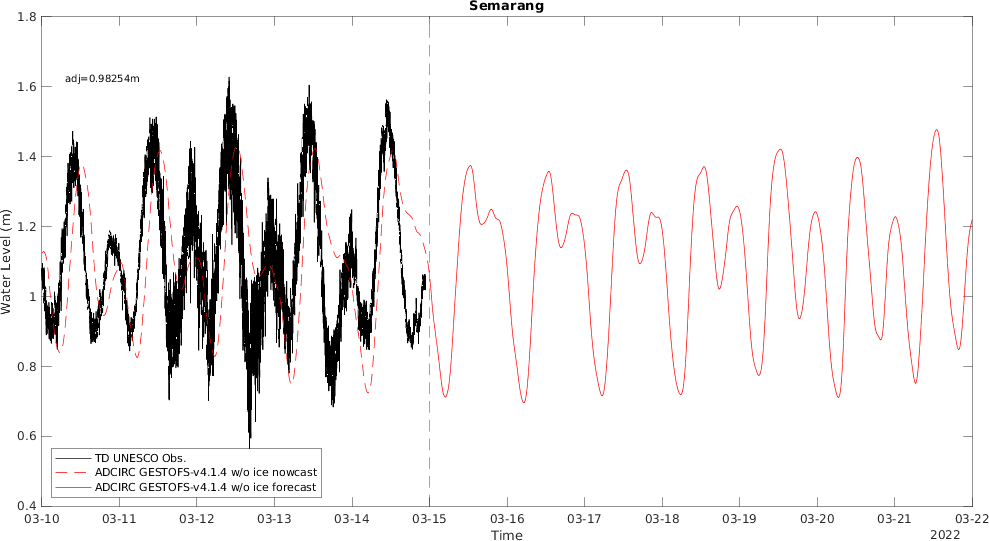 Semarang
1.8
1.6
1.4
1.2
1
0.8
0.6
0.4
Water Level (m)
adj=0.98254m
TD UNESCO Obs.
ADCIRC GESTOFS-v4.1.4 w/o ice nowcast
ADCIRC GESTOFS-v4.1.4 w/o ice forecast
03-10 03-11 03-12 03-13 03-14 03-15 03-16 03-17 03-18 03-19 03-20 03-21 03-22
Time
2022